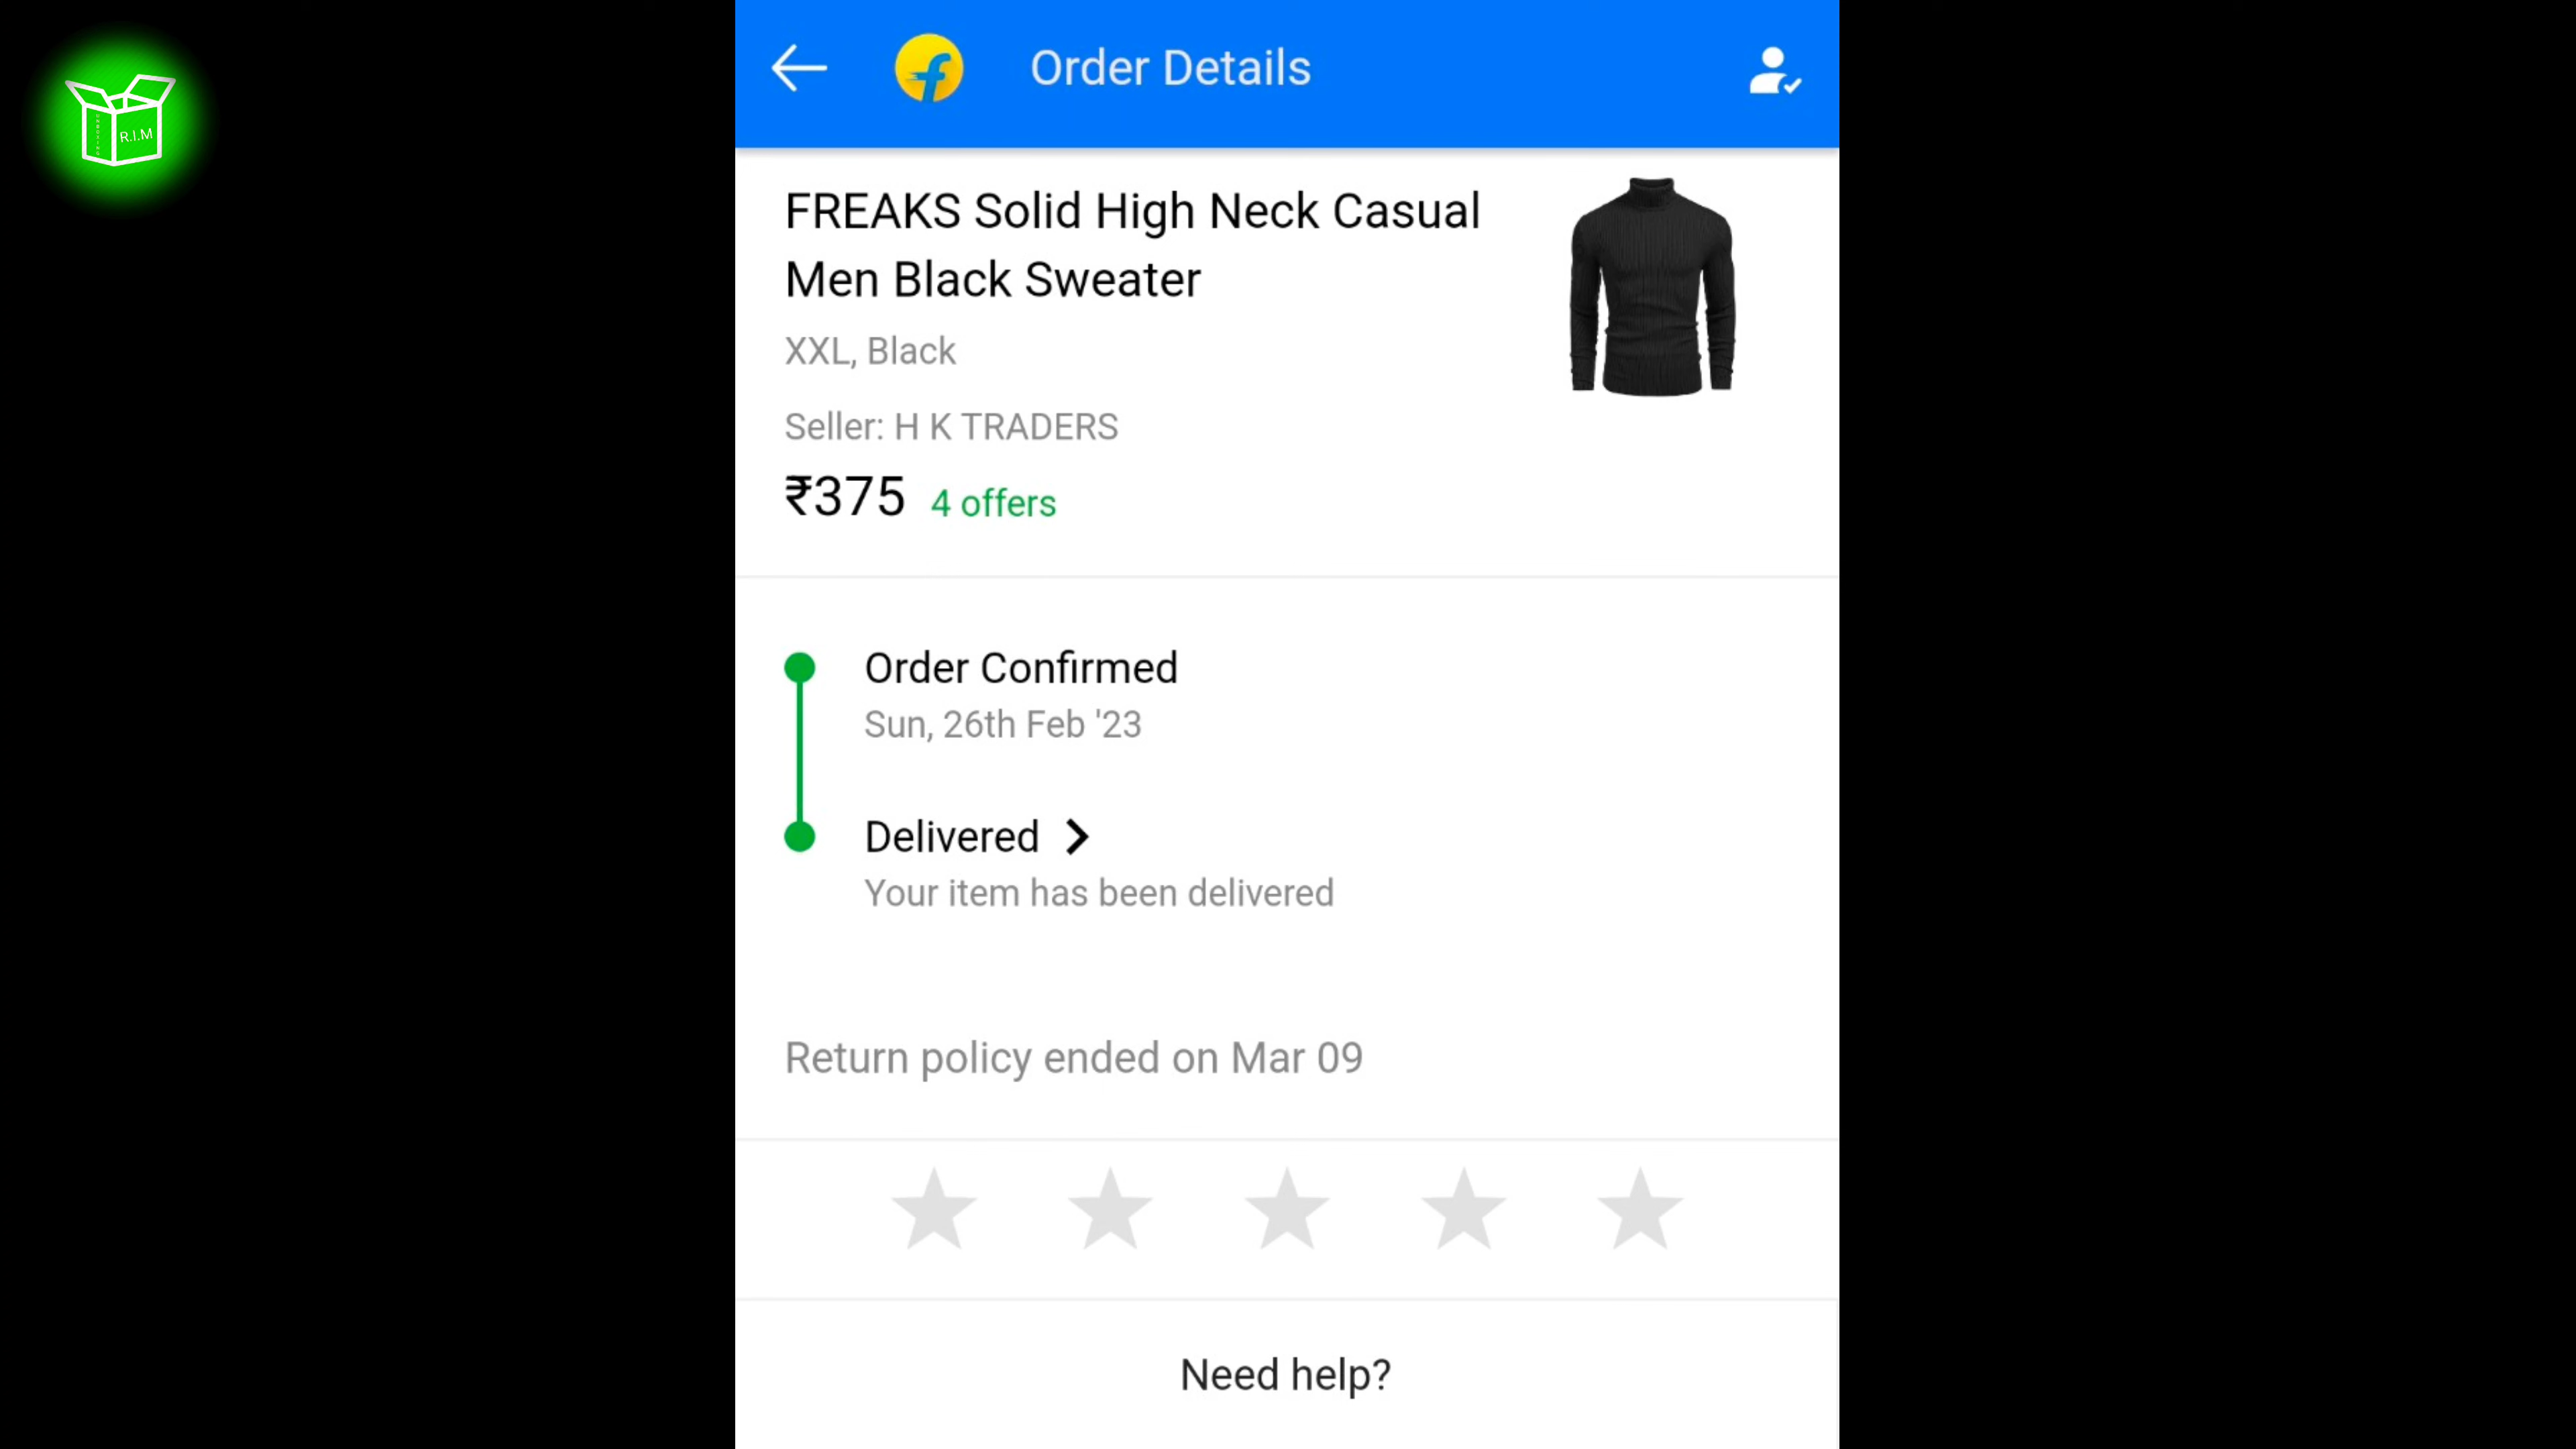 R.I.M
Order Details
FREAKS Solid High Neck Casual
Men Black Sweater
XXL, Black
Seller: H K TRADERS
₹375 4 offers
Order Confirmed
Sun, 26th Feb '23
Delivered
Your item has been delivered
Return policy ended on Mar 09
Need help?